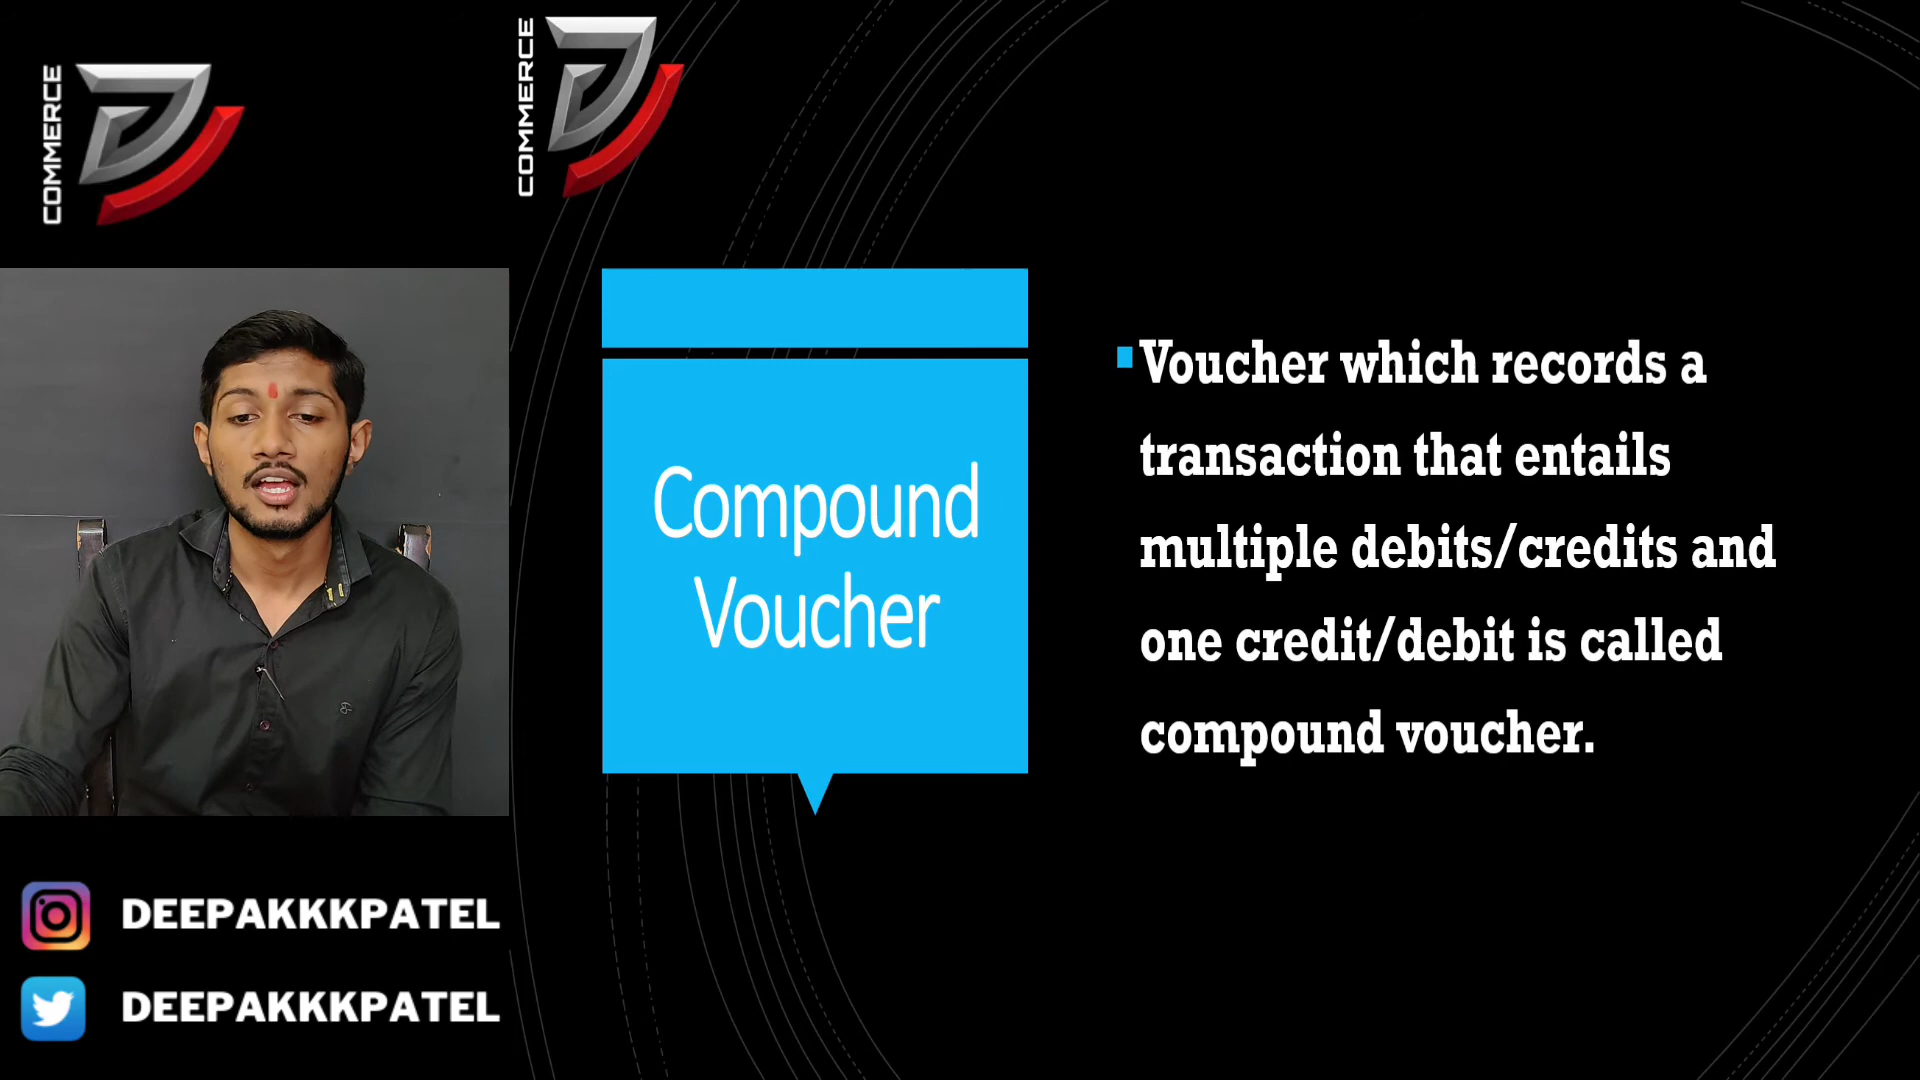 COMMERCE
COMMERCE
Compound
Voucher
Voucher which records a
transaction that entails
multiple debits/credits and
one credit/debit is called
compound voucher.
DEEPAKKKPATEL
DEEPAKKKPATEL